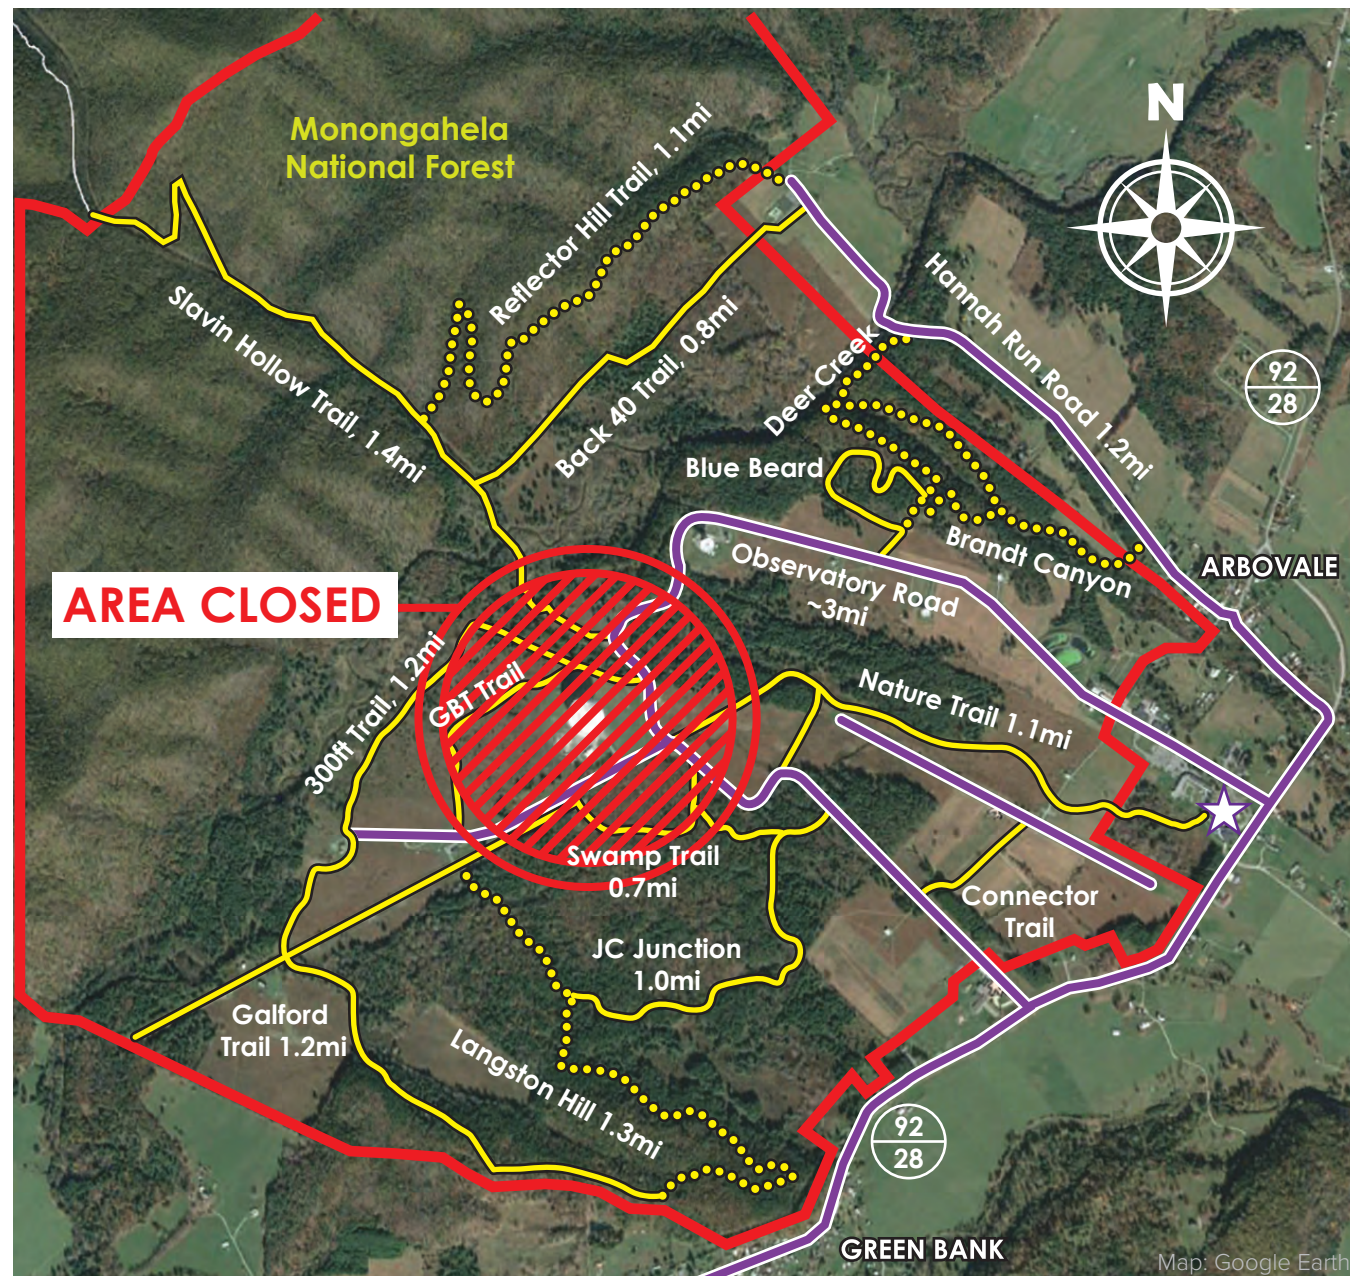 N
Monongahela
National Forest
Reflector Hill Trail, 1.1mi
Slavin Hollow Trail, 1.4mi
Back 40 Trail, 0.8mi
Deer Creek
Hannah Run Road 1.2mi
92
28
Blue Beard
Brandt Canyon
Observatory Road
~3mi
ARBOVALE
AREA CLOSED
300ft Trail, 1.2mi
GBT Trail
Nature Trail 1.1mi
Swamp Trail
0.7mi
Connector
Trail
JC Junction
1.0mi
Galford
Trail 1.2mi
Langston Hill 1.3mi
92
28
GREEN BANK
Map: Google Earth